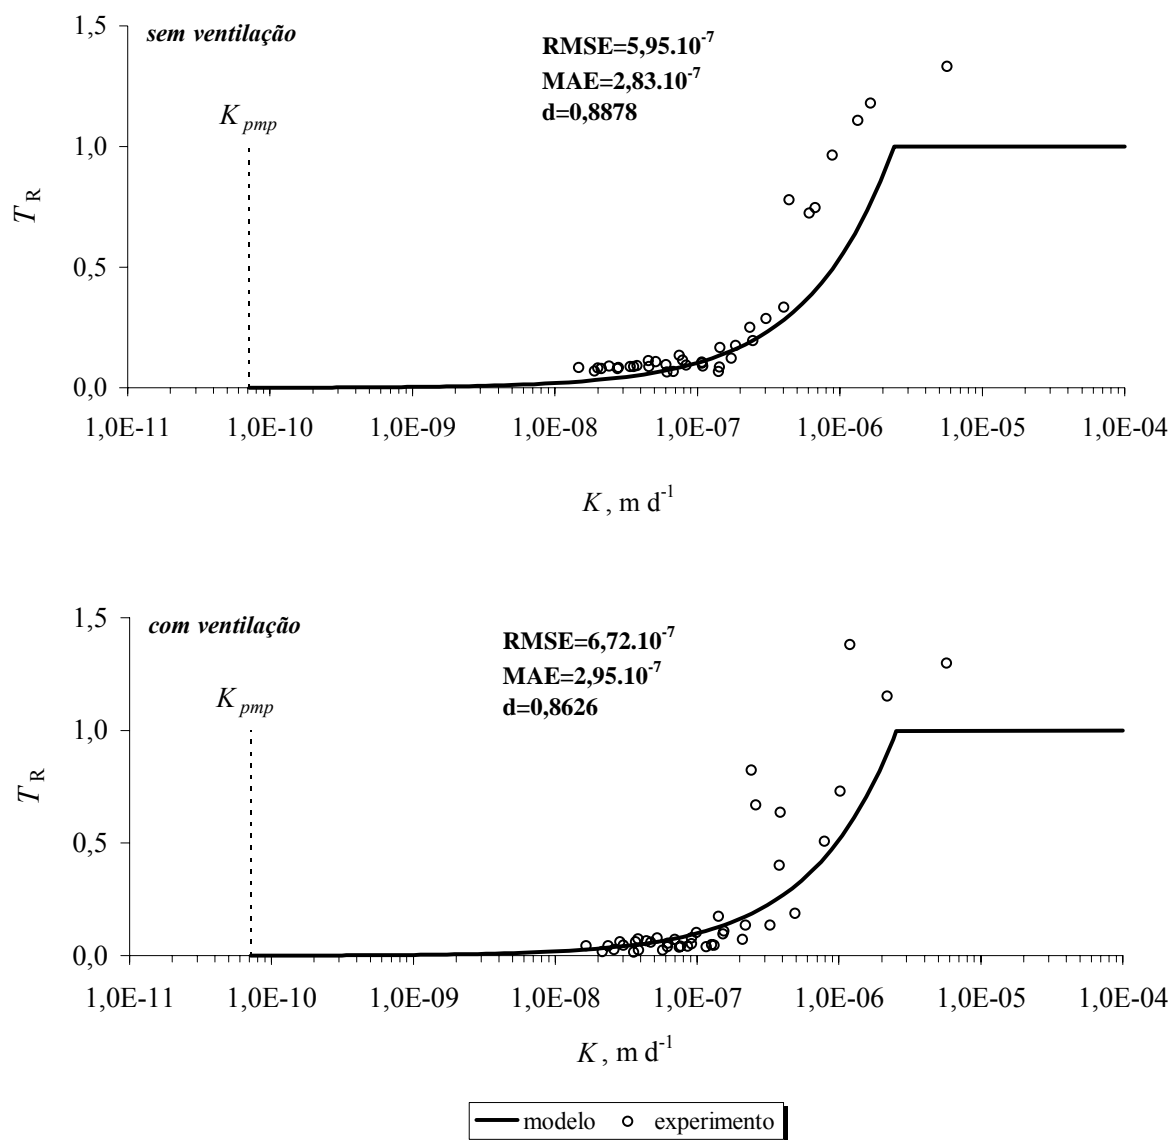 1,5
sem ventilação
RMSE=5,95.10⁻⁷
MAE=2,83.10⁻⁷
d=0,8878
K pmp
1,0
T R
0,5
0,0
1,0E-11 1,0E-10 1,0E-09 1,0E-08 1,0E-07 1,0E-06 1,0E-05 1,0E-04
K , m d⁻¹
1,5
com ventilação
RMSE=6,72.10⁻⁷
MAE=2,95.10⁻⁷
d=0,8626
K pmp
1,0
T R
0,5
0,0
1,0E-11 1,0E-10 1,0E-09 1,0E-08 1,0E-07 1,0E-06 1,0E-05 1,0E-04
K , m d⁻¹
modelo experimento